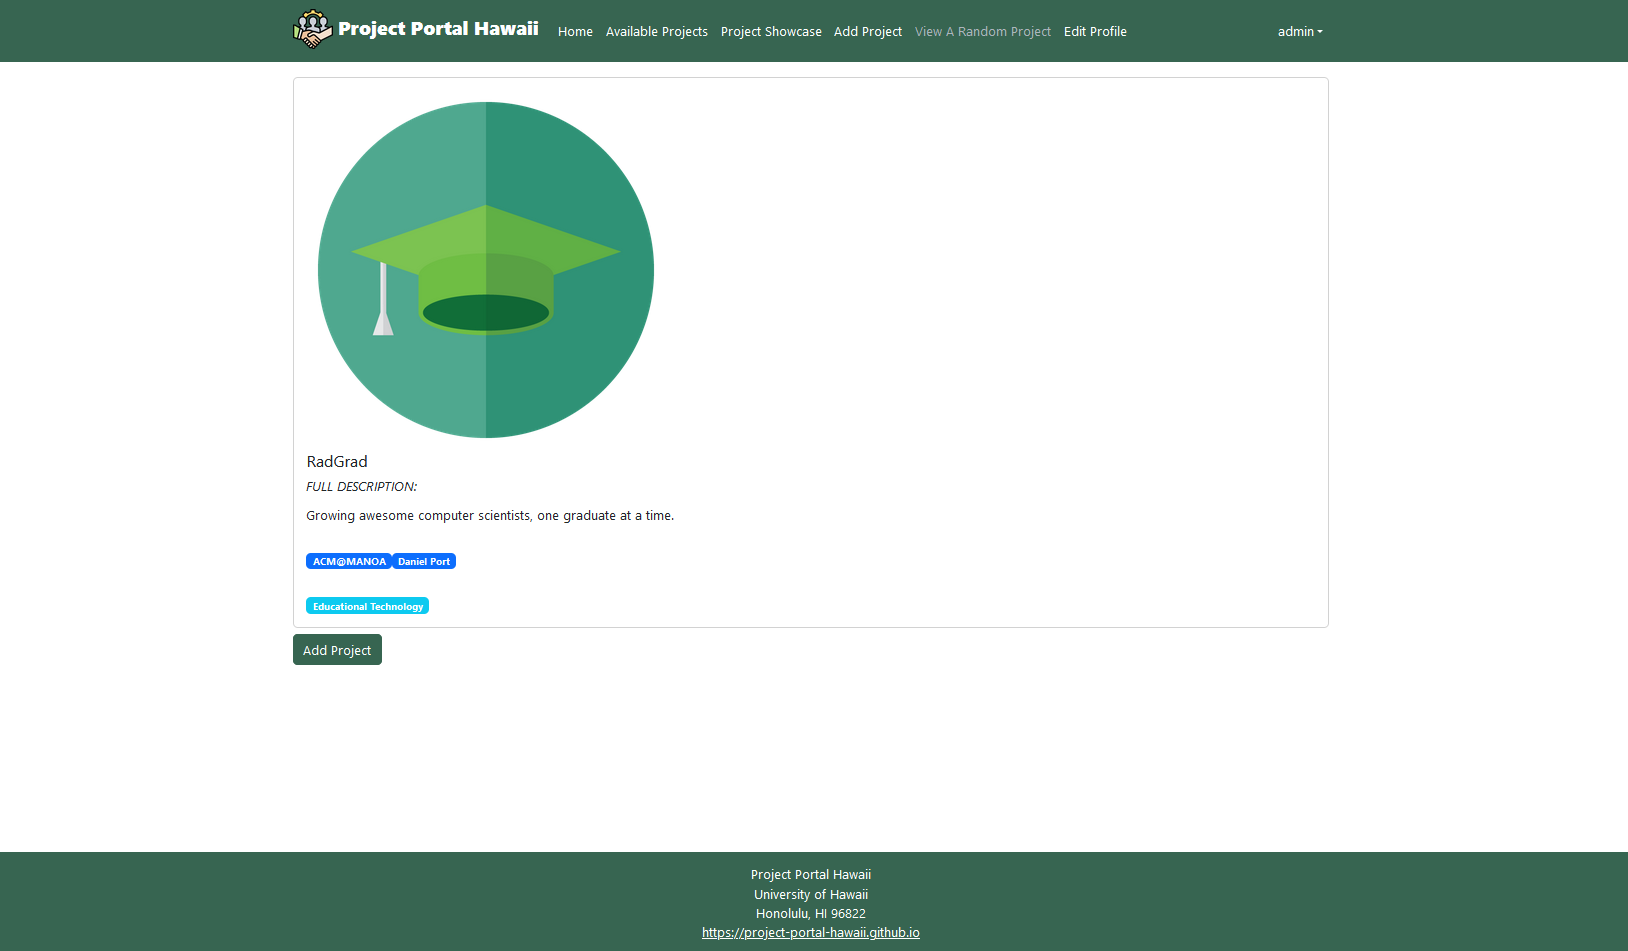 Project Portal Hawaii Home Available Projects Project Showcase Add Project View A Random Project Edit Profile admin
RadGrad
FULL DESCRIPTION:
Growing awesome computer scientists, one graduate at a time.
ACM@MANOA Daniel Port
Educational Technology
Add Project
Project Portal Hawaii
University of Hawaii
Honolulu, HI 96822
https://project-portal-hawaii.github.io